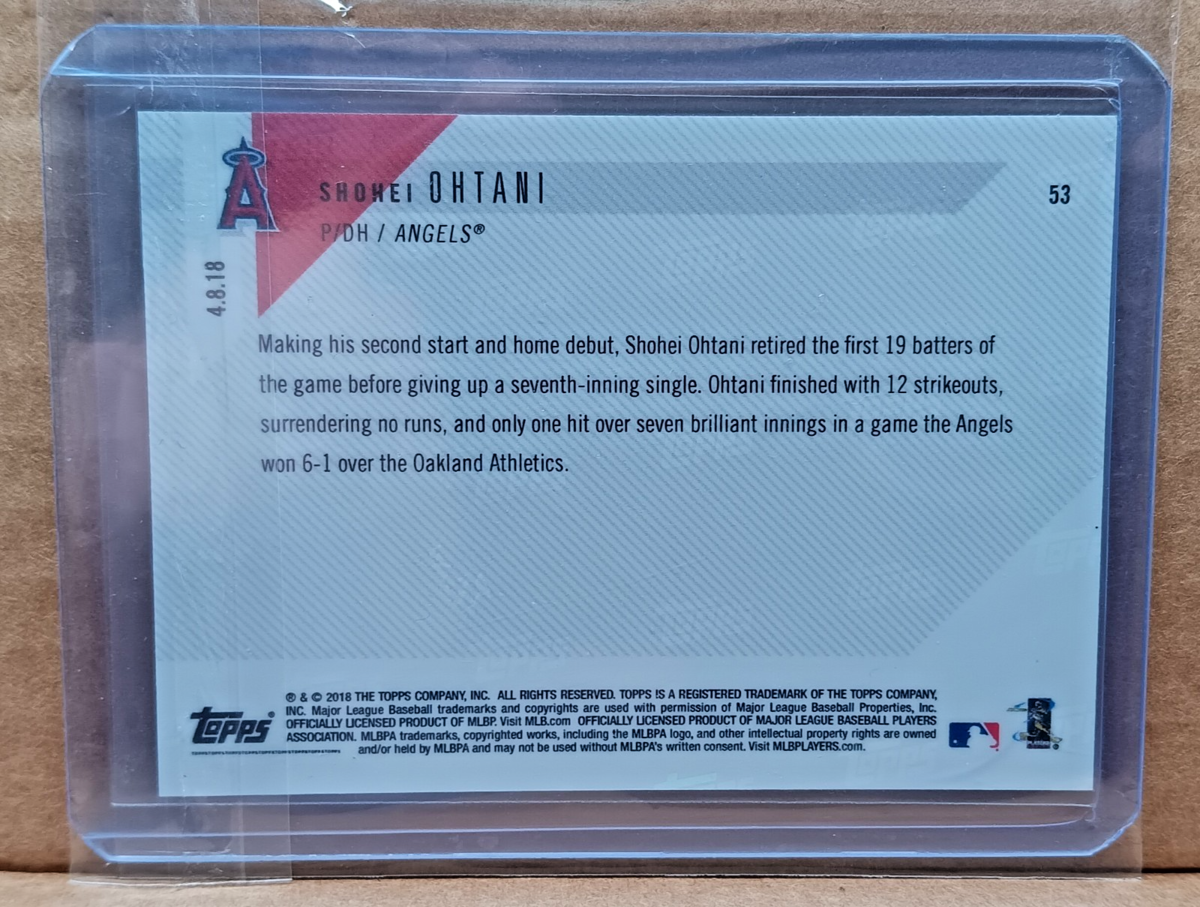 SHOHEI OHTANI
53
P/DH / ANGELS®
4.8.18
Making his second start and home debut, Shohei Ohtani retired the first 19 batters of
the game before giving up a seventh-inning single. Ohtani finished with 12 strikeouts,
surrendering no runs, and only one hit over seven brilliant innings in a game the Angels
won 6-1 over the Oakland Athletics.
® & © 2018 THE TOPPS COMPANY, INC. ALL RIGHTS RESERVED. TOPPS IS A REGISTERED TRADEMARK OF THE TOPPS COMPANY,
INC. Major League Baseball trademarks and copyrights are used with permission of Major League Baseball Properties, Inc.
OFFICIALLY LICENSED PRODUCT OF MLBP. Visit MLB.com OFFICIALLY LICENSED PRODUCT OF MAJOR LEAGUE BASEBALL PLAYERS
ASSOCIATION. MLBPA trademarks, copyrighted works, including the MLBPA logo, and other intellectual property rights are owned
and/or held by MLBPA and may not be used without MLBPA's written consent. Visit MLBPLAYERS.com.
Topps®
A
PLAYERS